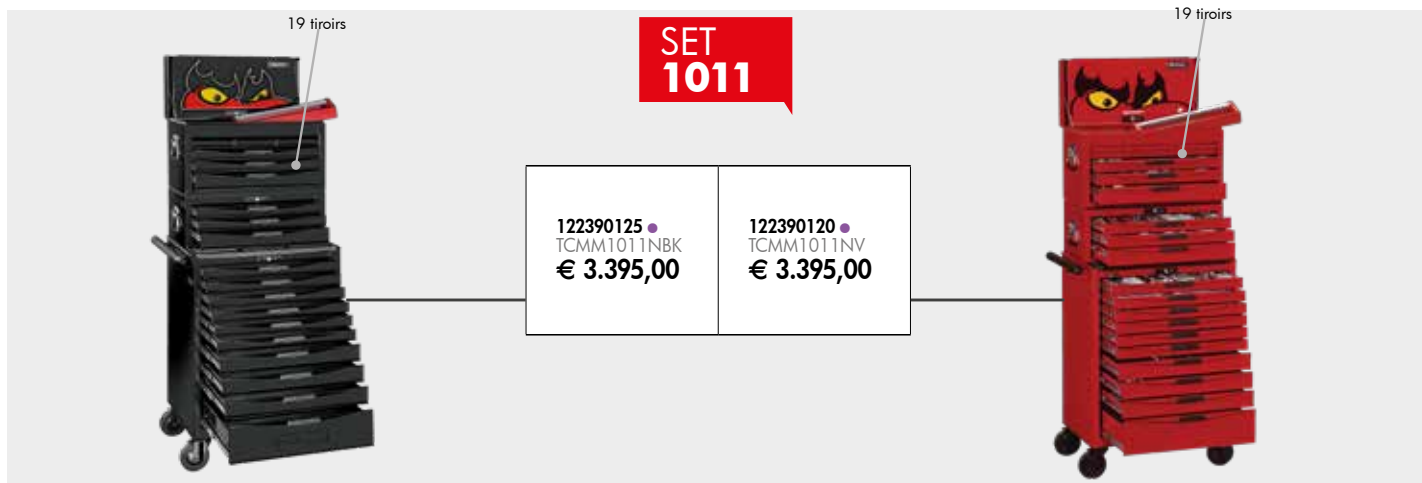 19 tiroirs
SET
1011
19 tiroirs
122390125
TCMM1011NBK
€ 3.395,00
122390120
TCMM1011NV
€ 3.395,00